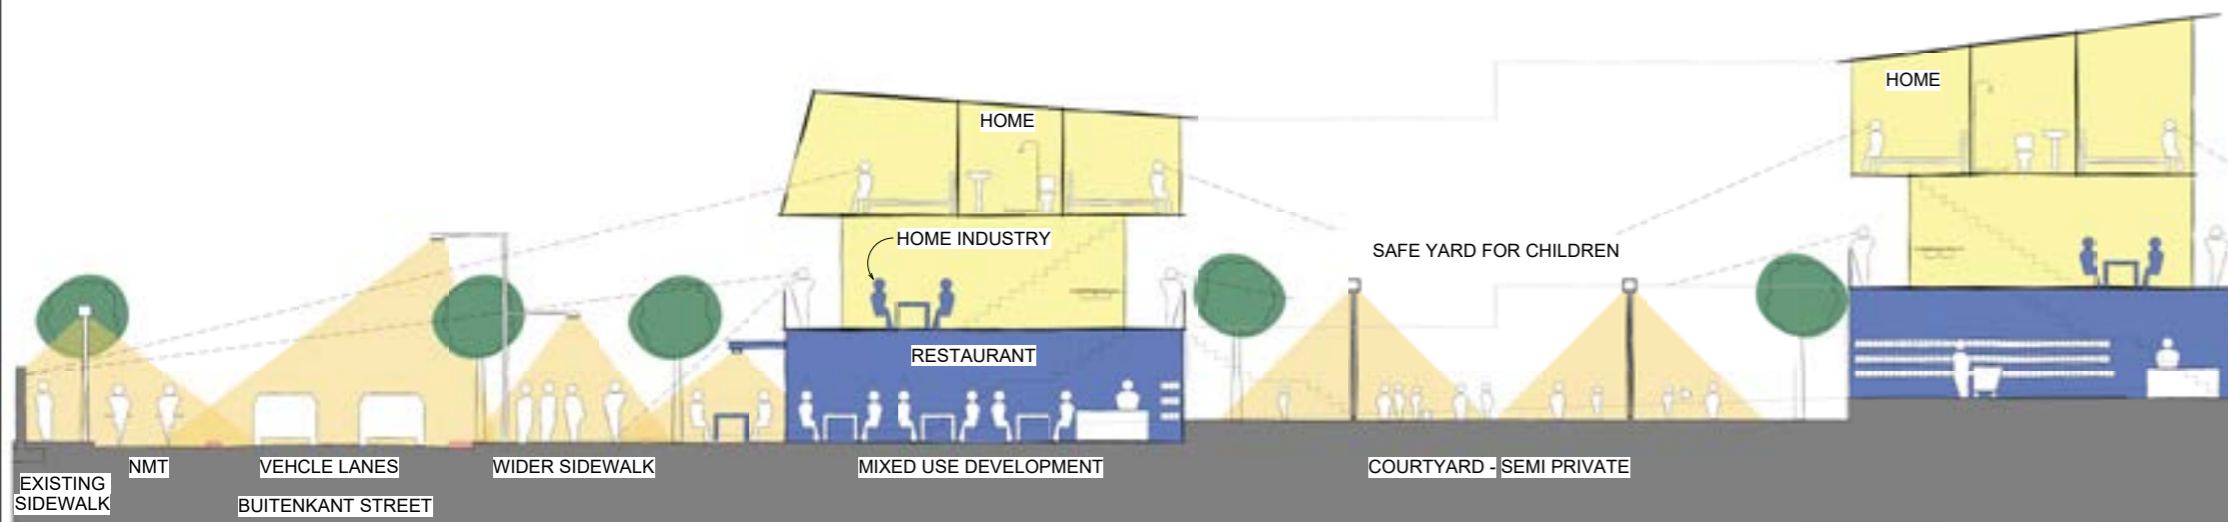 HOME
HOME
HOME INDUSTRY
SAFE YARD FOR CHILDREN
RESTAURANT
NMT
VEHCLE LANES
WIDER SIDEWALK
MIXED USE DEVELOPMENT
COURTYARD - SEMI PRIVATE
EXISTING
SIDEWALK
BUITENKANT STREET